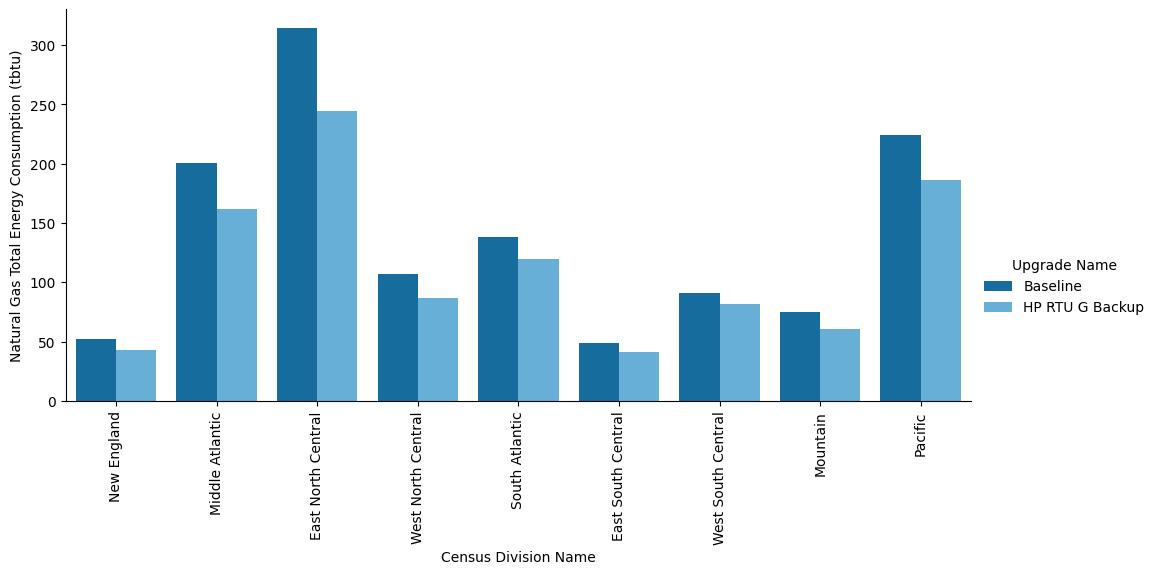 Natural Gas Total Energy Consumption (tbtu)
300
250
200
150
100
50
0
New England
Middle Atlantic
East North Central
West North Central
South Atlantic
East South Central
West South Central
Mountain
Pacific
Census Division Name
Upgrade Name
Baseline
HP RTU G Backup